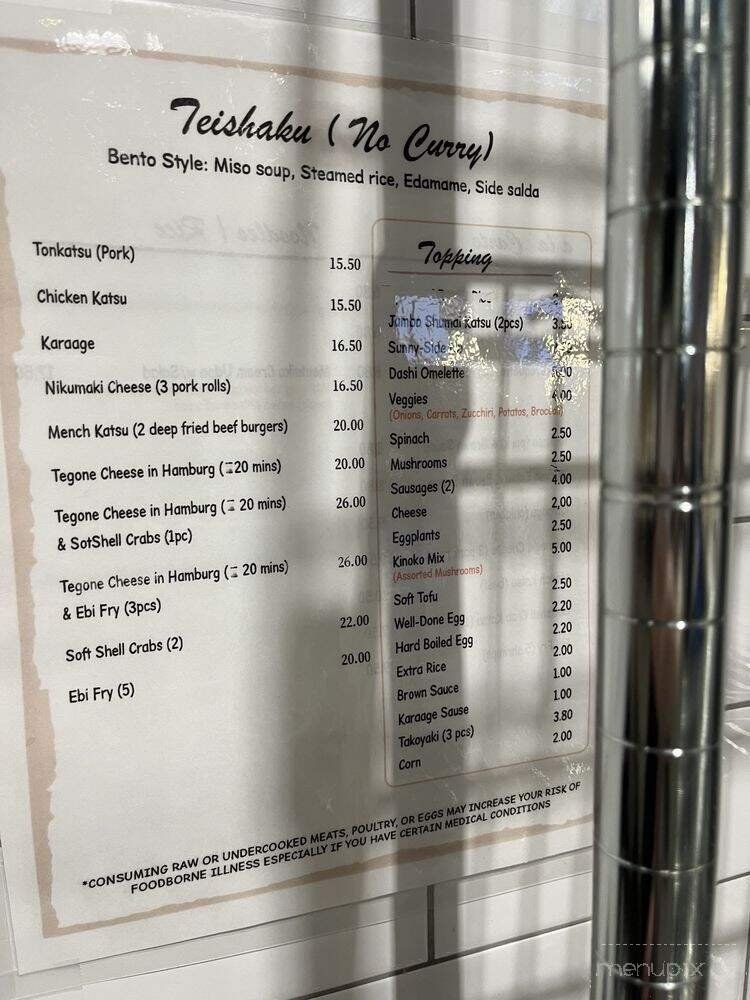 Teishaku ( No Curry)
Bento Style: Miso soup, Steamed rice, Edamame, Side salda
Tonkatsu (Pork) 15.50
Chicken Katsu 15.50
Karaage 16.50
Nikumaki Cheese (3 pork rolls) 16.50
Mench Katsu (2 deep fried beef burgers) 20.00
Tegone Cheese in Hamburg (20 mins) 20.00
Tegone Cheese in Hamburg ( 20 mins) 26.00
& SotShell Crabs (1pc)
Tegone Cheese in Hamburg ( 20 mins) 26.00
& Ebi Fry (3pcs)
Soft Shell Crabs (2) 22.00
Ebi Fry (5) 20.00
Topping
Jambo Shumai Katsu (2pcs) 3.50
Sunny-Side
Dashi Omelette
Veggies 4.00
(Onions, Carrots, Zucchiri, Potatos, Broccoli)
Spinach 2.50
Mushrooms 2.50
Sausages (2) 4.00
Cheese 2,00
Eggplants 2.50
Kinoko Mix 5.00
(Assorted Mushrooms)
Soft Tofu 2.50
Well-Done Egg 2.20
Hard Boiled Egg 2.20
Extra Rice 2.00
Brown Sauce 1.00
Karaage Sause 1.00
Takoyaki (3 pcs) 3.80
Corn 2.00
*CONSUMING RAW OR UNDERCOOKED MEATS, POULTRY, OR EGGS MAY INCREASE YOUR RISK OF
FOODBORNE ILLNESS ESPECIALLY IF YOU HAVE CERTAIN MEDICAL CONDITIONS
menupix